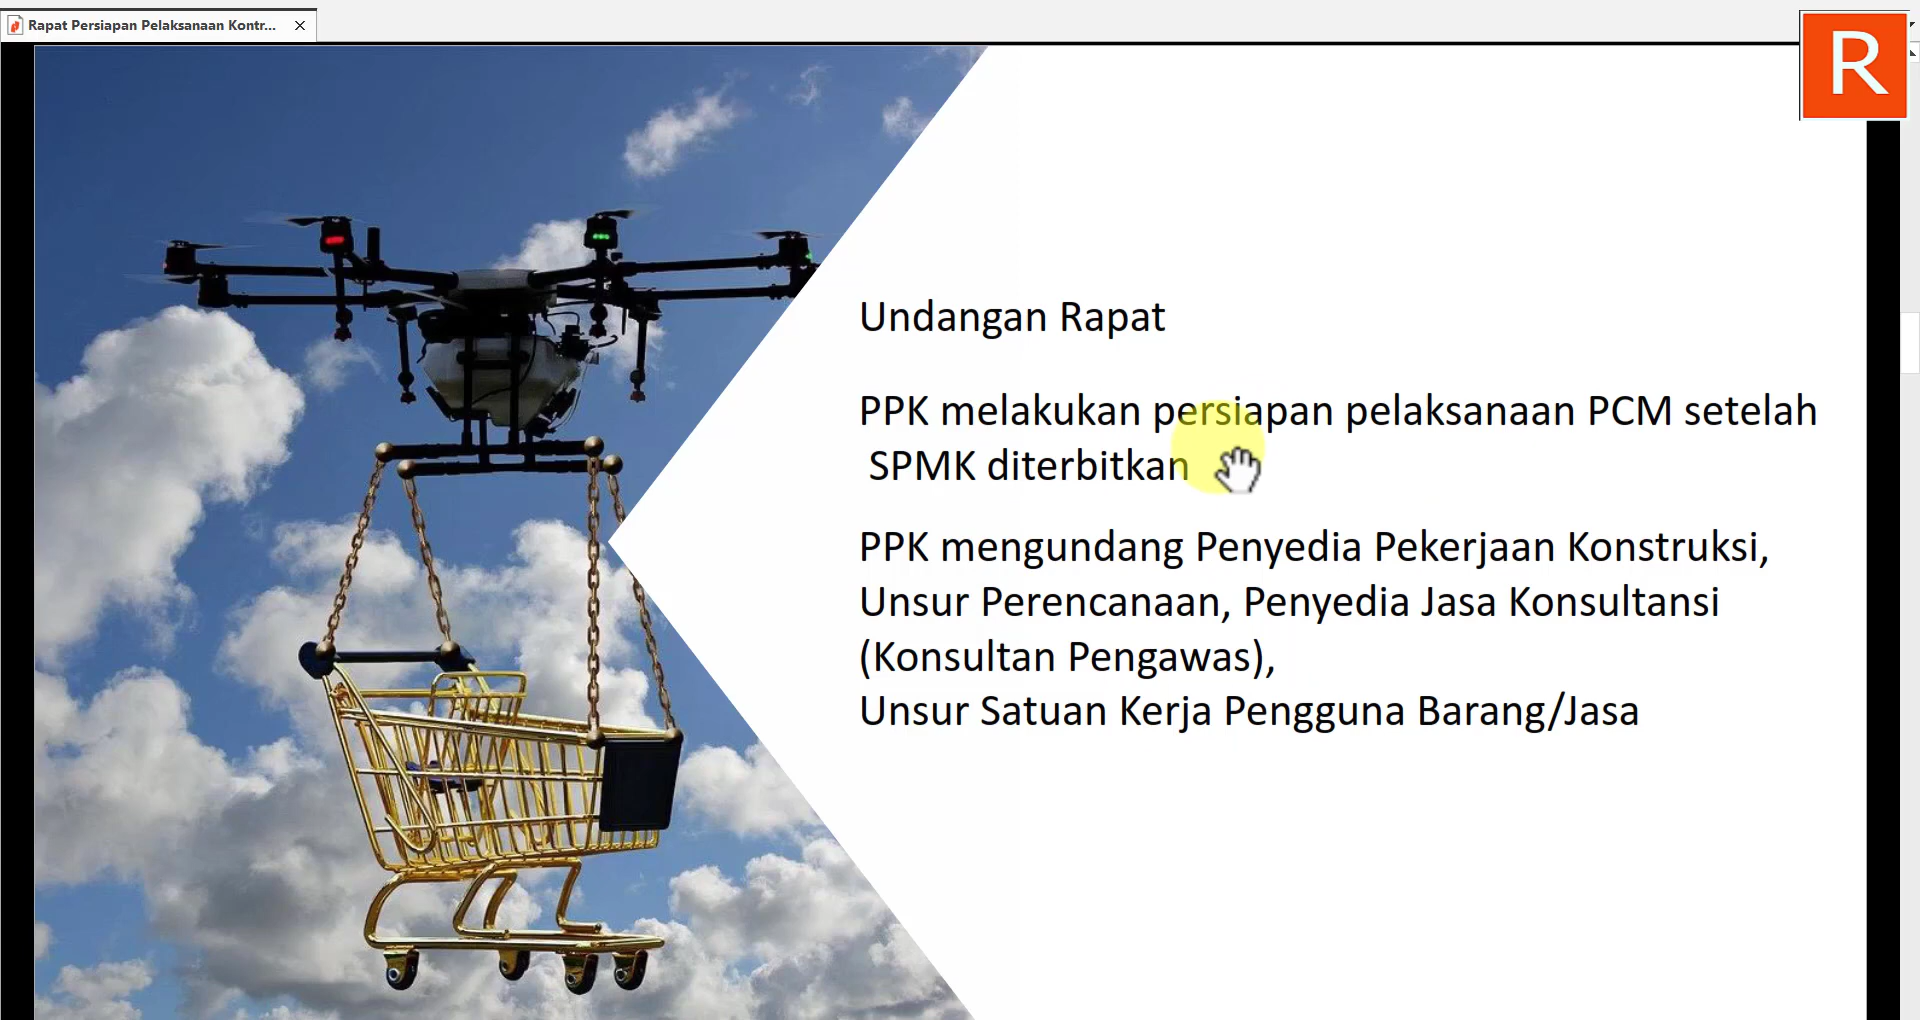 Rapat Persiapan Pelaksanaan Kontr...
R
Undangan Rapat
PPK melakukan persiapan pelaksanaan PCM setelah
SPMK diterbitkan
PPK mengundang Penyedia Pekerjaan Konstruksi,
Unsur Perencanaan, Penyedia Jasa Konsultansi
(Konsultan Pengawas),
Unsur Satuan Kerja Pengguna Barang/Jasa